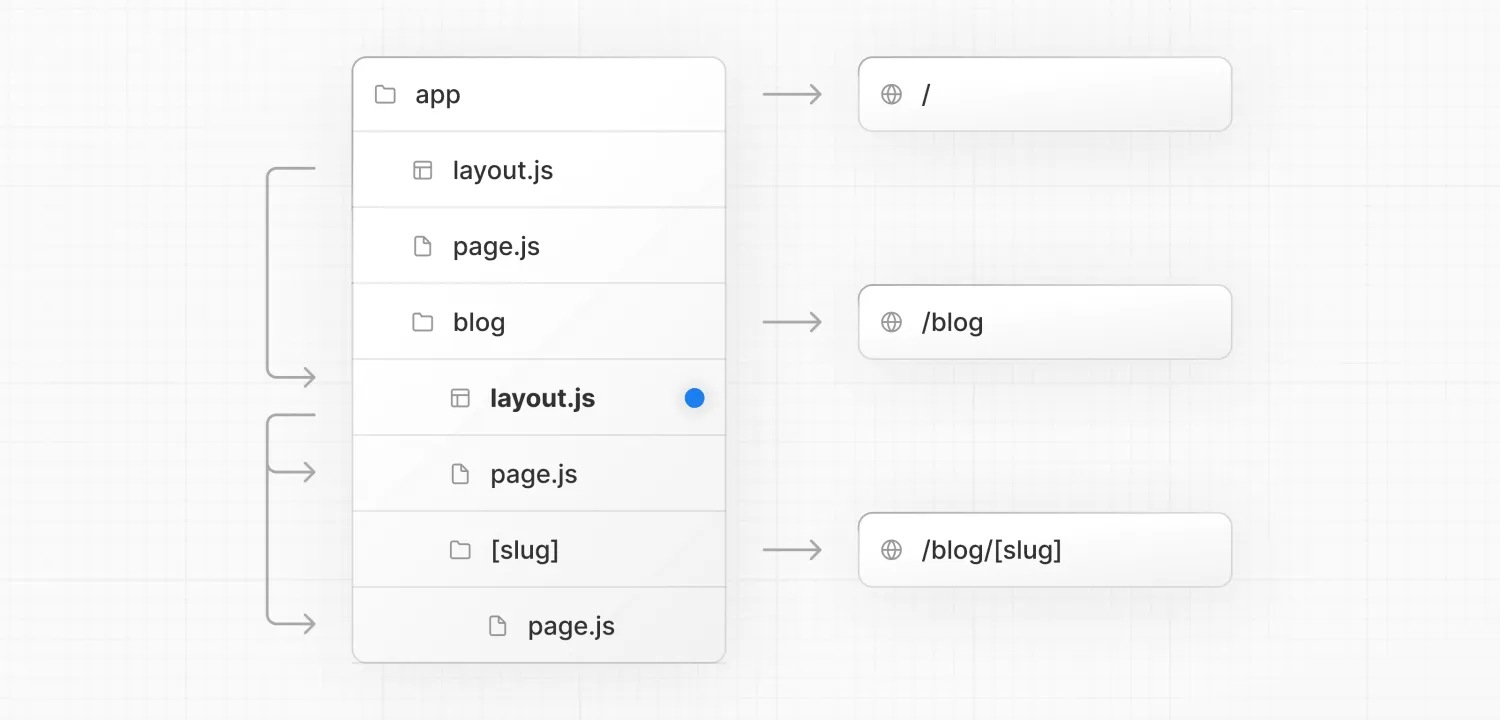 app
/
layout.js
page.js
blog
/blog
layout.js
page.js
[slug]
/blog/[slug]
page.js